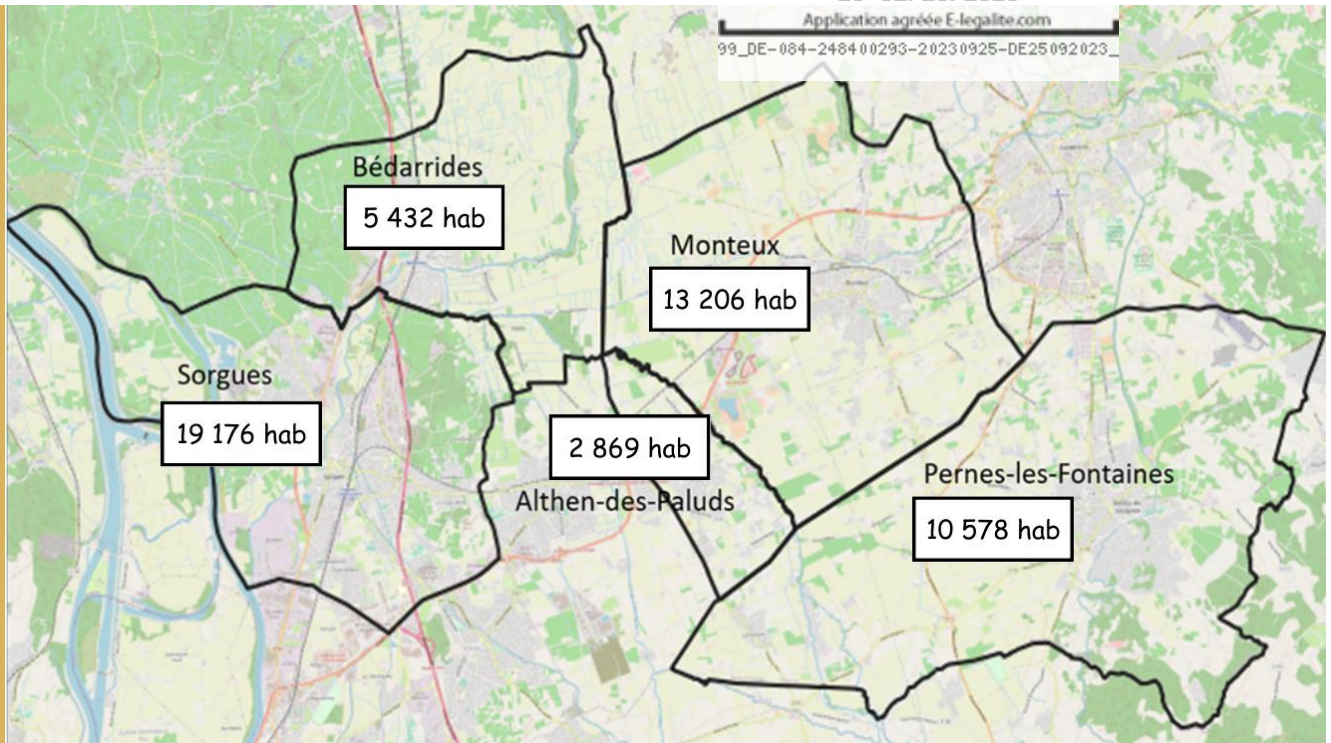 Application agréée E-legalite.com
99_DE-084-248400293-20230925-DE25092023_
Bédarrides
5 432 hab
Monteux
13 206 hab
Sorgues
19 176 hab
2 869 hab
Althen-des-Paluds
Pernes-les-Fontaines
10 578 hab